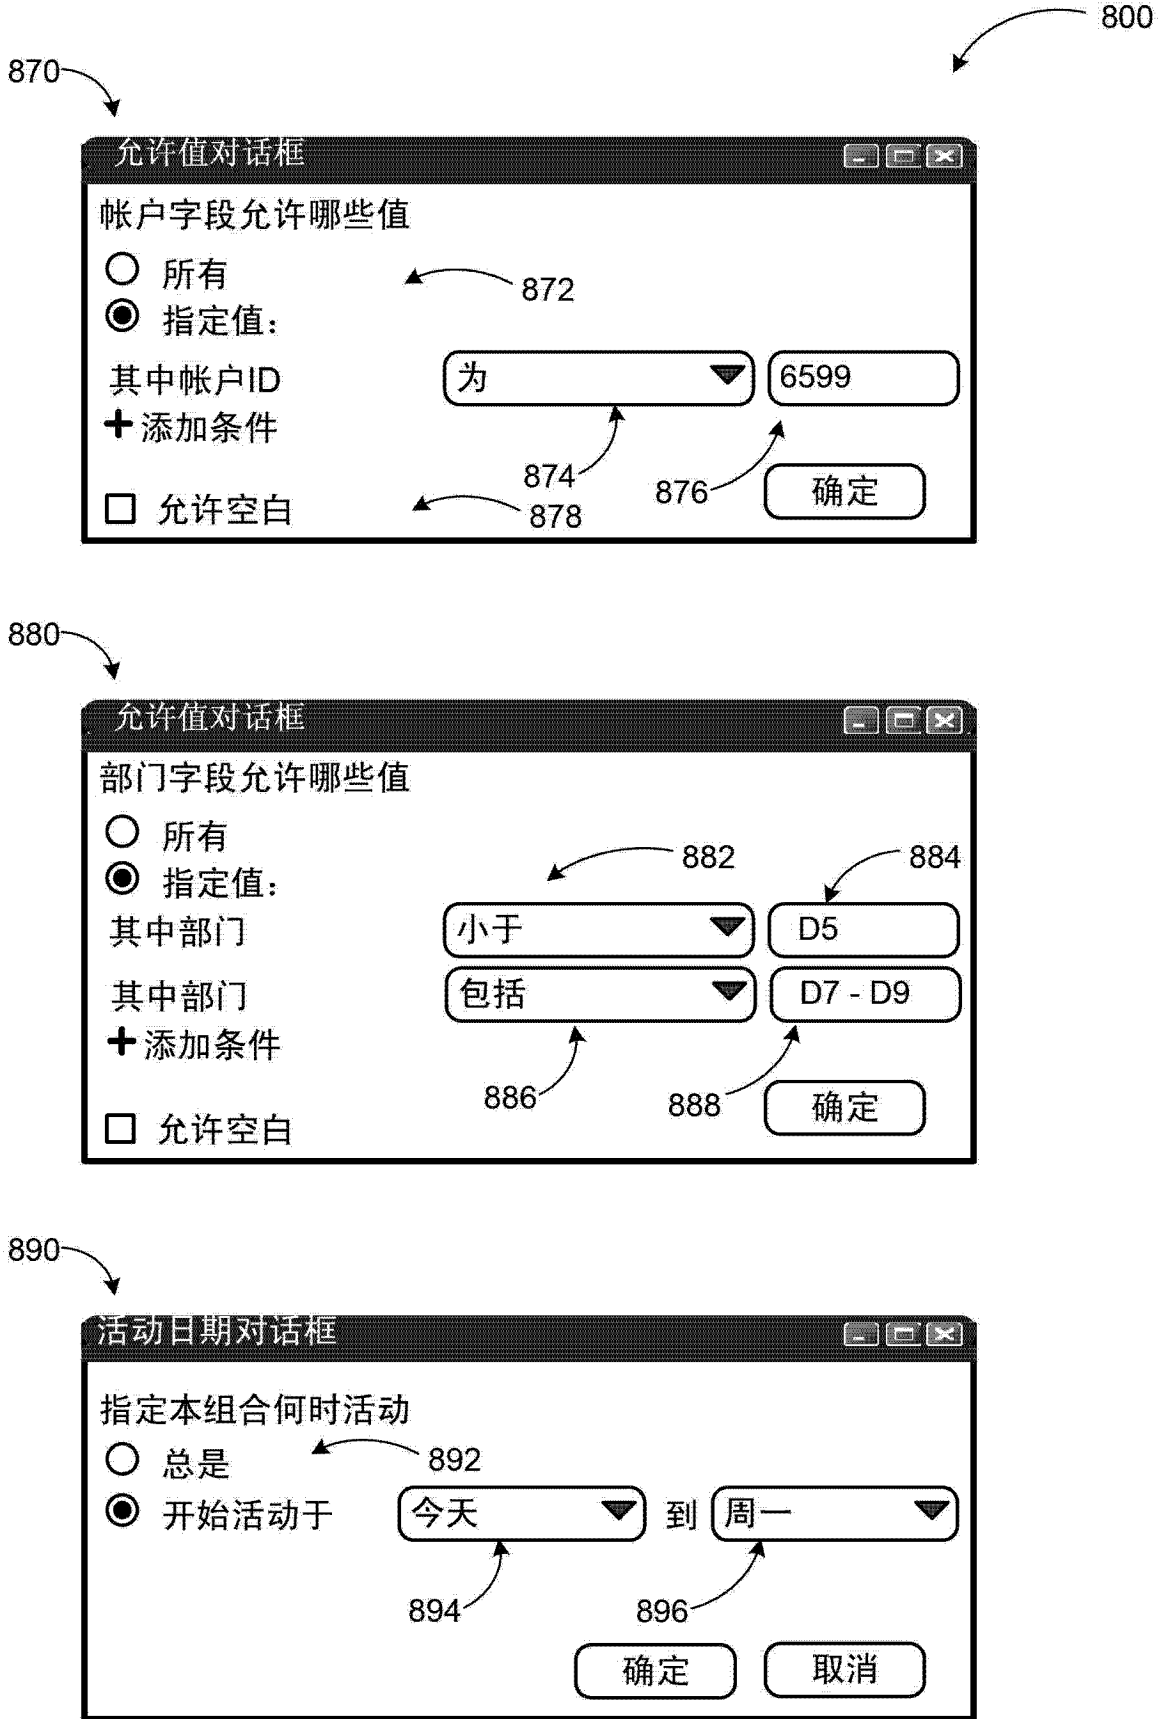 800
870
允许值对话框
帐户字段允许哪些值
所有
872
指定值：
其中帐户ID 为 6599
添加条件
874 876 确定
允许空白 878
880
允许值对话框
部门字段允许哪些值
所有
882 884
指定值：
其中部门 小于 D5
其中部门 包括 D7 - D9
添加条件
886 888 确定
允许空白
890
活动日期对话框
指定本组合何时活动
总是 892
开始活动于 今天 到 周一
894 896
确定 取消